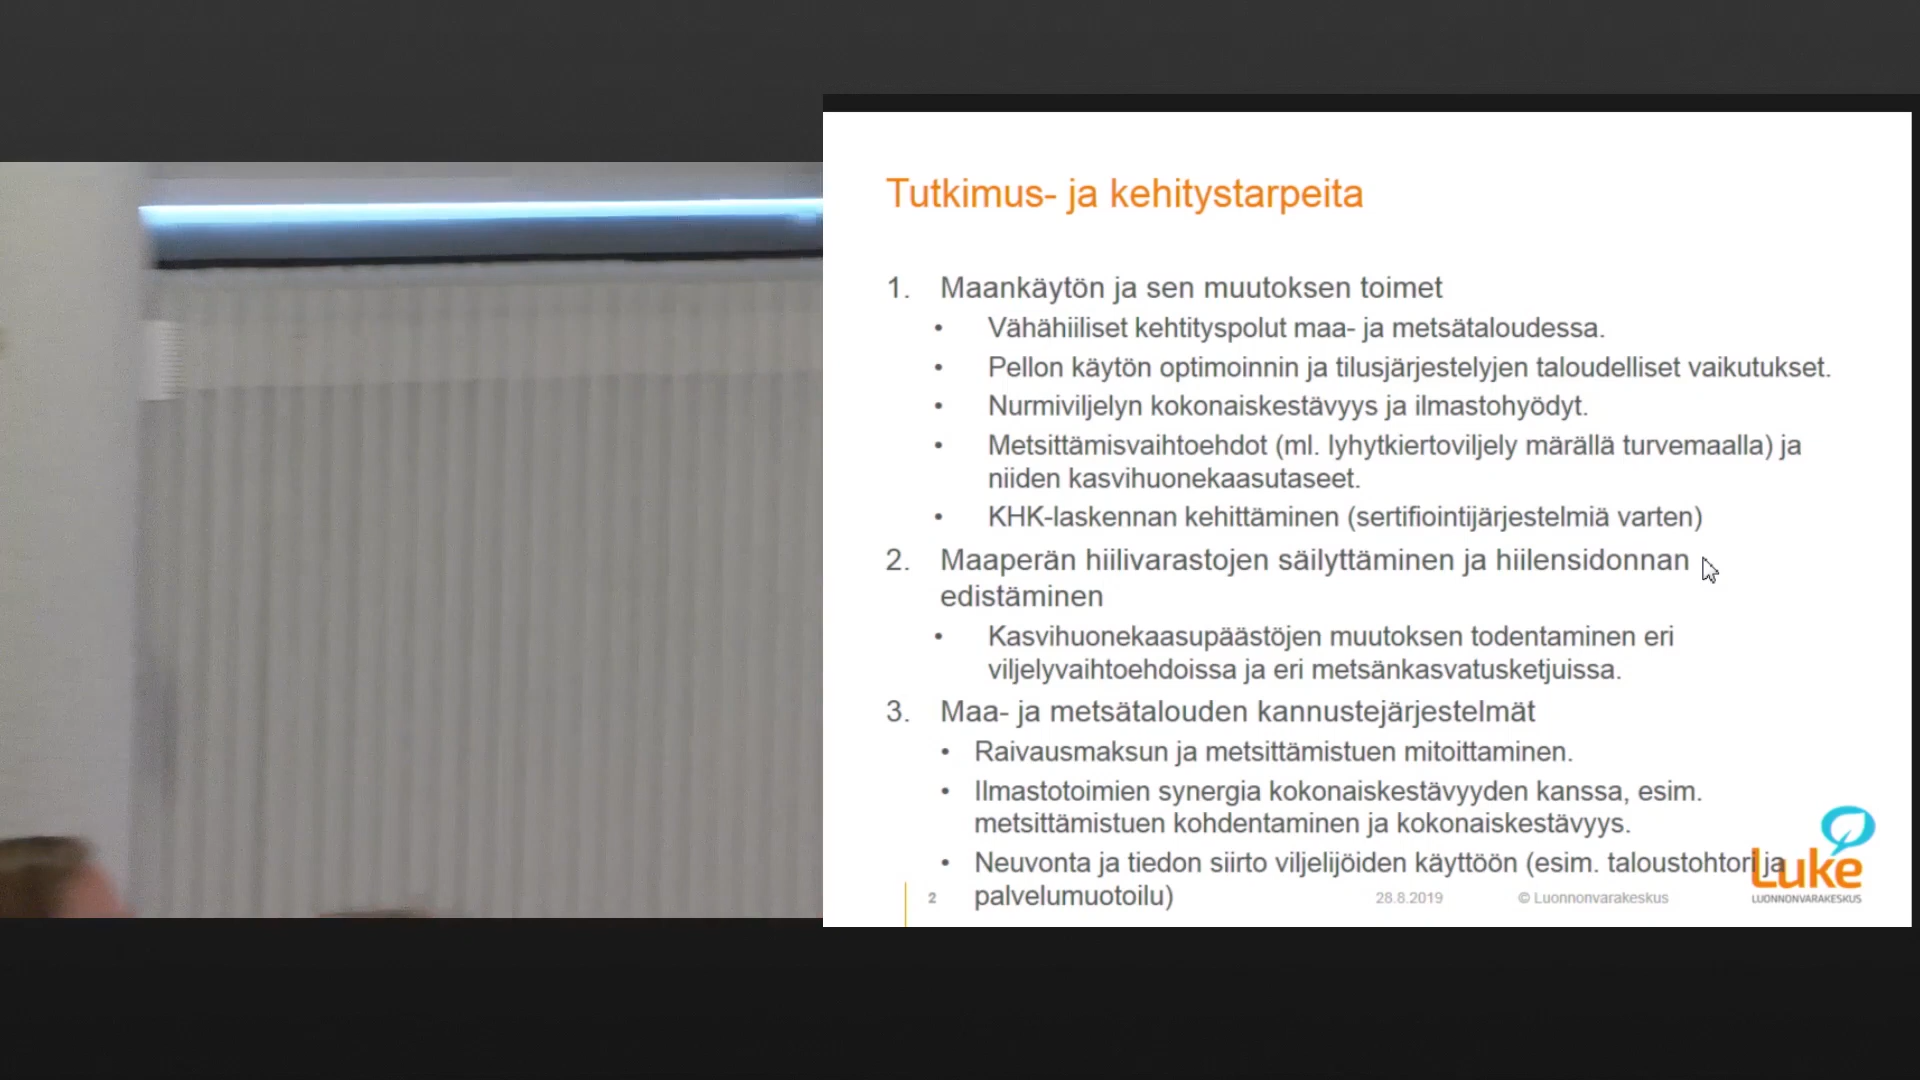 Tutkimus- ja kehitystarpeita
1. Maankäytön ja sen muutoksen toimet
• Vähähiiliset kehtityspolut maa- ja metsätaloudessa.
• Pellon käytön optimoinnin ja tilusjärjestelyjen taloudelliset vaikutukset.
• Nurmiviljelyn kokonaiskestävyys ja ilmastohyödyt.
• Metsittämisvaihtoehdot (ml. lyhytkiertoviljely märällä turvemaalla) ja
niiden kasvihuonekaasutaseet.
• KHK-laskennan kehittäminen (sertifiointijärjestelmiä varten)
2. Maaperän hiilivarastojen säilyttäminen ja hiilensidonnan
edistäminen
• Kasvihuonekaasupäästöjen muutoksen todentaminen eri
viljelyvaihtoehdoissa ja eri metsänkasvatusketjuissa.
3. Maa- ja metsätalouden kannustejärjestelmät
• Raivausmaksun ja metsittämistuen mitoittaminen.
• Ilmastotoimien synergia kokonaiskestävyyden kanssa, esim.
metsittämistuen kohdentaminen ja kokonaiskestävyys.
• Neuvonta ja tiedon siirto viljelijöiden käyttöön (esim. taloustohtori ja
palvelumuotoilu)
2
28.8.2019
© Luonnonvarakeskus
Luke
LUONNONVARAKESKUS